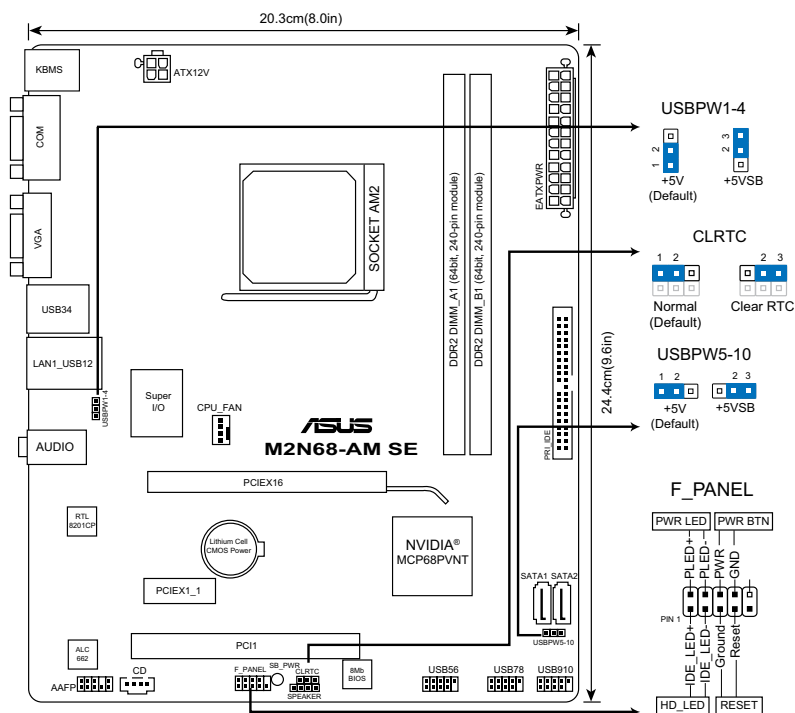 20.3cm(8.0in)
KBMS
ATX12V
COM
VGA
USB34
LAN1_USB12
USBPW1-4
AUDIO
Super
I/O
CPU_FAN
SOCKET AM2
DDR2 DIMM_A1 (64bit, 240-pin module)
DDR2 DIMM_B1 (64bit, 240-pin module)
EATXPWR
PRI_IDE
24.4cm(9.6in)
ASUS
M2N68-AM SE
PCIEX16
RTL
8201CP
Lithium Cell
CMOS Power
NVIDIA®
MCP68PVNT
PCIEX1_1
SATA1 SATA2
USBPW5-10
PCI1
ALC
662
AAFP
CD
F_PANEL
SB_PWR
CLRTC
SPEAKER
8Mb
BIOS
USB56
USB78
USB910
USBPW1-4
2
1
+5V
(Default)
3
2
+5VSB
CLRTC
1 2
Normal
(Default)
2 3
Clear RTC
USBPW5-10
1 2
+5V
(Default)
2 3
+5VSB
F_PANEL
PWR LED
PWR BTN
PLED+
PLED-
PWR
GND
PIN 1
IDE_LED+
IDE_LED-
Ground
Reset
HD_LED
RESET